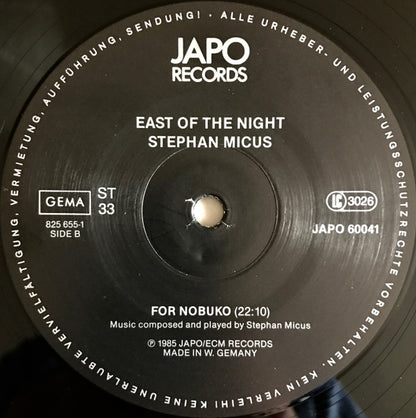 ALLE URHEBER- UND LEISTUNGSSCHUTZRECHTE VORBEHALTEN. KEIN VERLEIH! KEINE UNERLAUBTE VERVIELFÄLTIGUNG, VERMIETUNG, AUFFÜHRUNG, SENDUNG! ·
JAPO
RECORDS
EAST OF THE NIGHT
STEPHAN MICUS
GEMA
ST
33
LC 3026
825 655-1
SIDE B
JAPO 60041
FOR NOBUKO (22:10)
Music composed and played by Stephan Micus
℗ 1985 JAPO/ECM RECORDS
MADE IN W. GEMANY